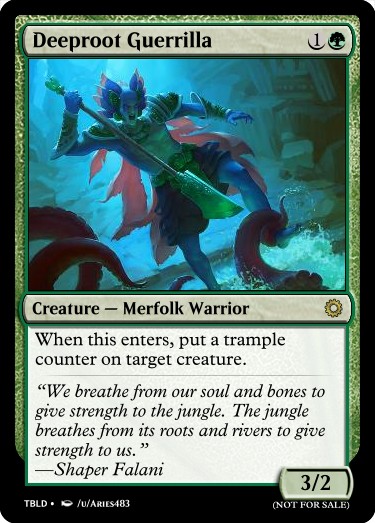 Deeproot Guerrilla 1
Creature — Merfolk Warrior
When this enters, put a trample
counter on target creature.
“We breathe from our soul and bones to
give strength to the jungle. The jungle
breathes from its roots and rivers to give
strength to us.”
—Shaper Falani
3/2
TBLD • /u/Aries483
(NOT FOR SALE)